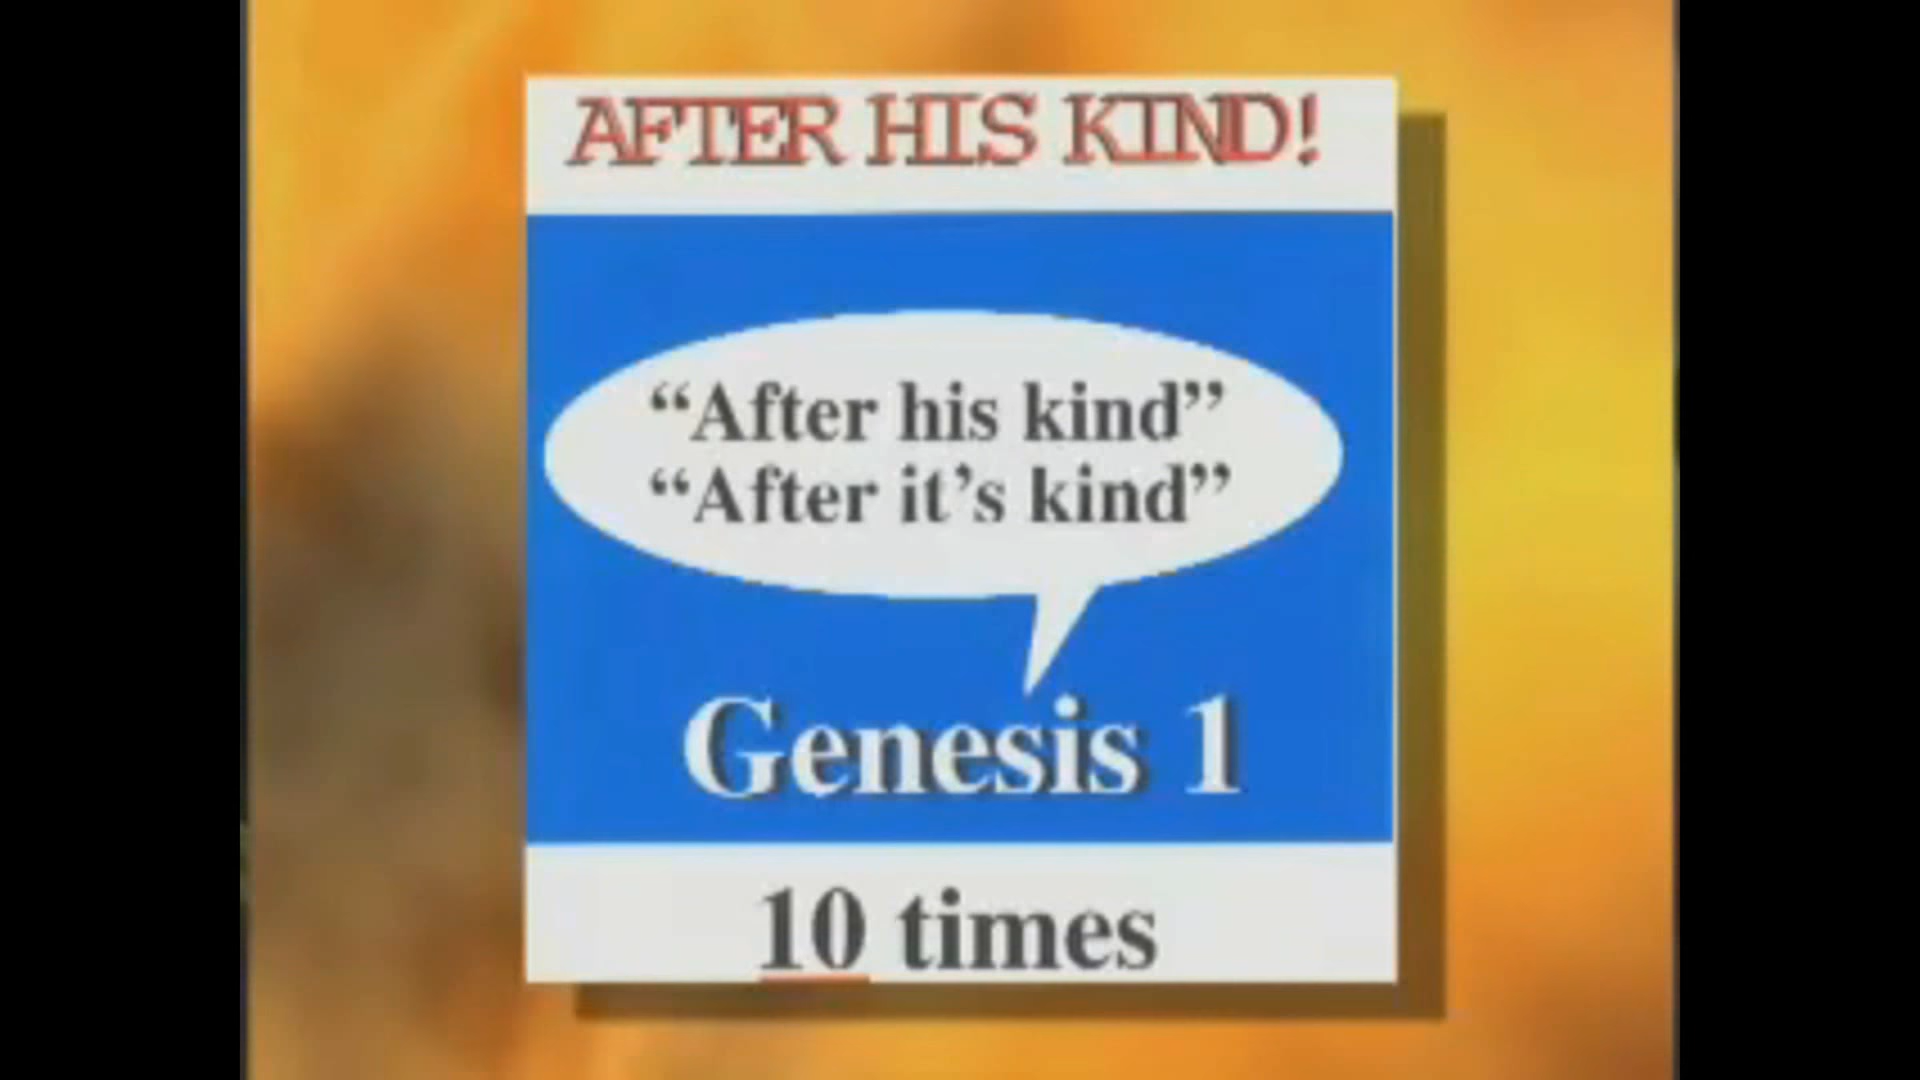 AFTER HIS KIND!
“After his kind”
“After it’s kind”
Genesis 1
10 times